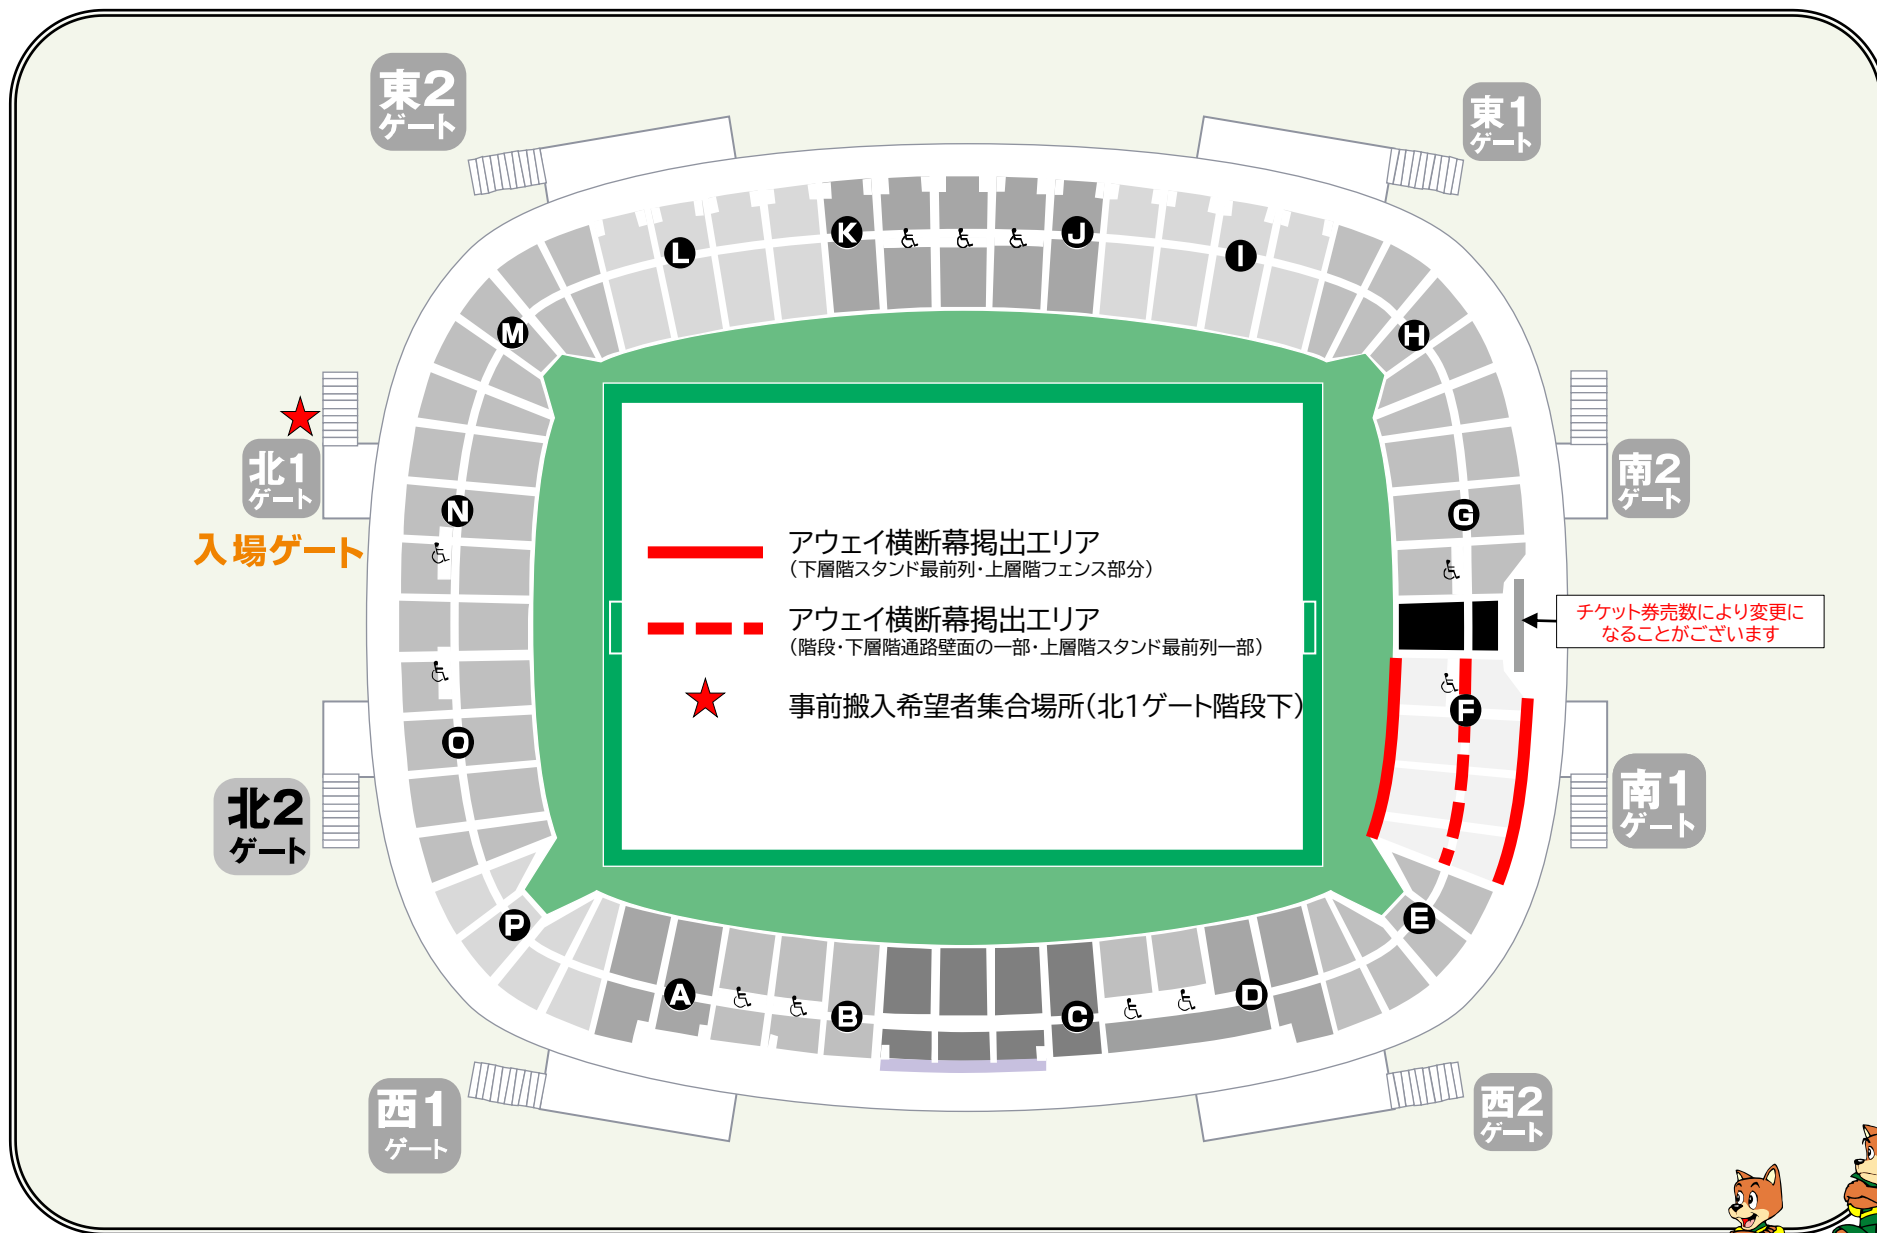 東2
ゲート
東1
ゲート
K
J
L
I
M
H
北1
ゲート
入場ゲート
南2
ゲート
N
G
アウェイ横断幕掲出エリア
（下層階スタンド最前列・上層階フェンス部分）
アウェイ横断幕掲出エリア
（階段・下層階通路壁面の一部・上層階スタンド最前列一部）
事前搬入希望者集合場所（北1ゲート階段下）
チケット券売数により変更に
なることがございます
F
O
北2
ゲート
南1
ゲート
P
E
A
B
C
D
西1
ゲート
西2
ゲート